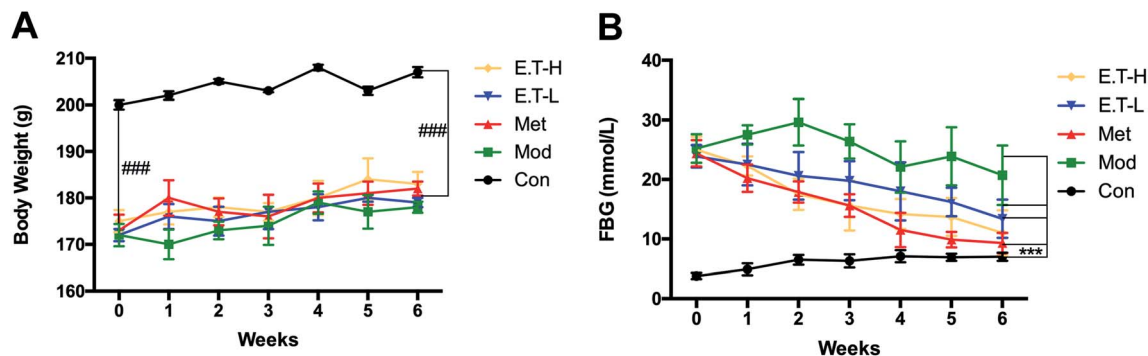 A
Body Weight (g)
210
200
190
180
170
160
###
###
0 1 2 3 4 5 6
Weeks
E.T-H
E.T-L
Met
Mod
Con
B
FBG (mmol/L)
40
30
20
10
0
***
0 1 2 3 4 5 6
Weeks
E.T-H
E.T-L
Met
Mod
Con